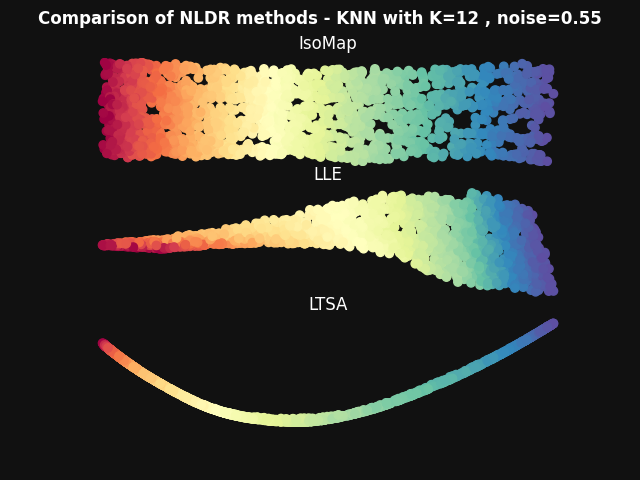 Comparison of NLDR methods - KNN with K=12 , noise=0.55
IsoMap
LLE
LTSA